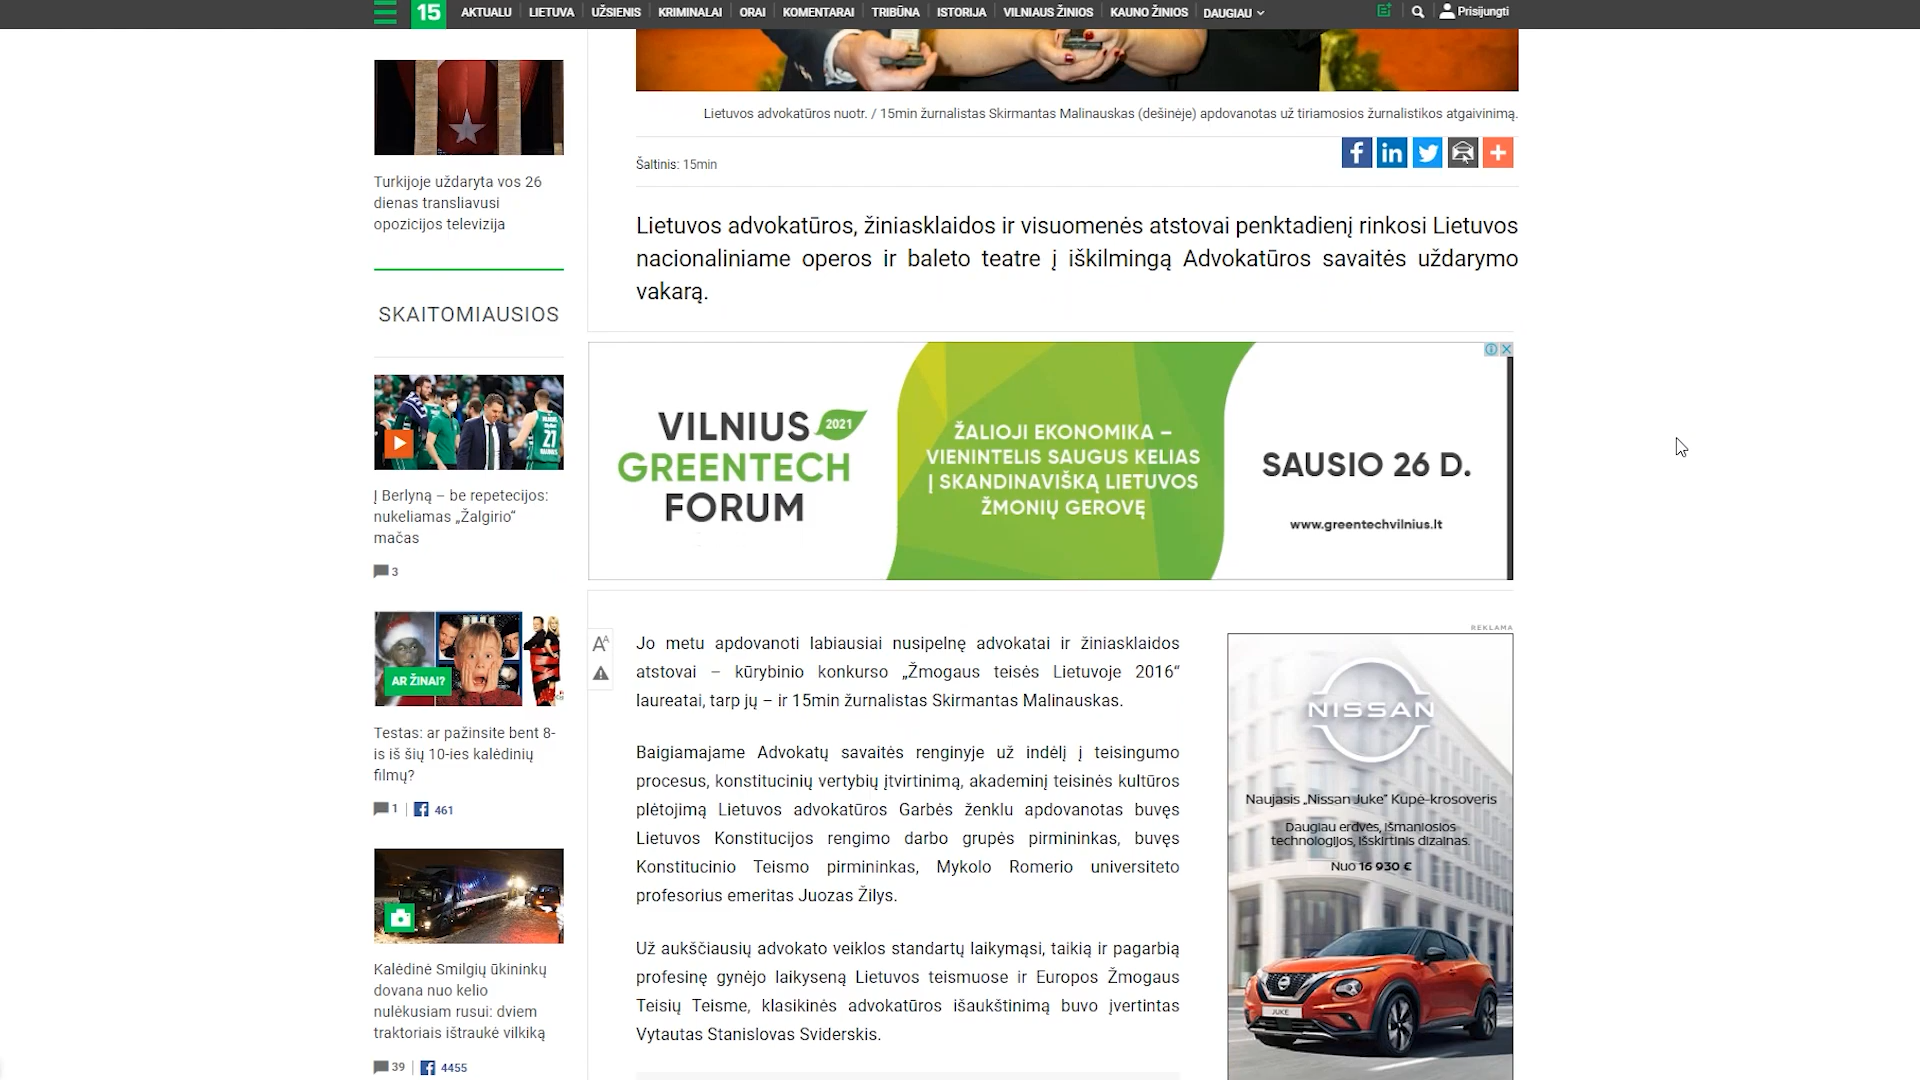 15
AKTUALU
LIETUVA
UŽSIENIS
KRIMINALAI
ORAI
KOMENTARAI
TRIBŪNA
ISTORIJA
VILNIAUS ŽINIOS
KAUNO ŽINIOS
DAUGIAU
Prisijungti
Turkijoje uždaryta vos 26
dienas transliavusi
opozicijos televizija
SKAITOMIAUSIOS
27
Į Berlyną – be repetecijos:
nukeliamas „Žalgirio“
mačas
3
AR ŽINAI?
Testas: ar pažinsite bent 8-
is iš šių 10-ies kalėdinių
filmų?
1
461
Kalėdinė Smilgių ūkininkų
dovana nuo kelio
nulėkusiam rusui: dviem
traktoriais ištraukė vilkiką
39
4455
Lietuvos advokatūros nuotr. / 15min žurnalistas Skirmantas Malinauskas (dešinėje) apdovanotas už tiriamosios žurnalistikos atgaivinimą.
Šaltinis: 15min
Lietuvos advokatūros, žiniasklaidos ir visuomenės atstovai penktadienį rinkosi Lietuvos
nacionaliniame operos ir baleto teatre į iškilmingą Advokatūros savaitės uždarymo
vakarą.
VILNIUS 2021
GREENTECH
FORUM
ŽALIOJI EKONOMIKA –
VIENINTELIS SAUGUS KELIAS
Į SKANDINAVIŠKĄ LIETUVOS
ŽMONIŲ GEROVĘ
SAUSIO 26 D.
www.greentechvilnius.lt
Jo metu apdovanoti labiausiai nusipelnę advokatai ir žiniasklaidos
atstovai – kūrybinio konkurso „Žmogaus teisės Lietuvoje 2016“
laureatai, tarp jų – ir 15min žurnalistas Skirmantas Malinauskas.
Baigiamajame Advokatų savaitės renginyje už indėlį į teisingumo
procesus, konstitucinių vertybių įtvirtinimą, akademinį teisinės kultūros
plėtojimą Lietuvos advokatūros Garbės ženklu apdovanotas buvęs
Lietuvos Konstitucijos rengimo darbo grupės pirmininkas, buvęs
Konstitucinio Teismo pirmininkas, Mykolo Romerio universiteto
profesorius emeritas Juozas Žilys.
Už aukščiausių advokato veiklos standartų laikymąsi, taikią ir pagarbią
profesinę gynėjo laikyseną Lietuvos teismuose ir Europos Žmogaus
Teisių Teisme, klasikinės advokatūros išaukštinimą buvo įvertintas
Vytautas Stanislovas Sviderskis.
REKLAMA
NISSAN
Naujasis „Nissan Juke“ Kupė-krosoveris
Daugiau erdvės, išmaniosios
technologijos, išskirtinis dizainas.
Nuo 16 930 €
JUKE